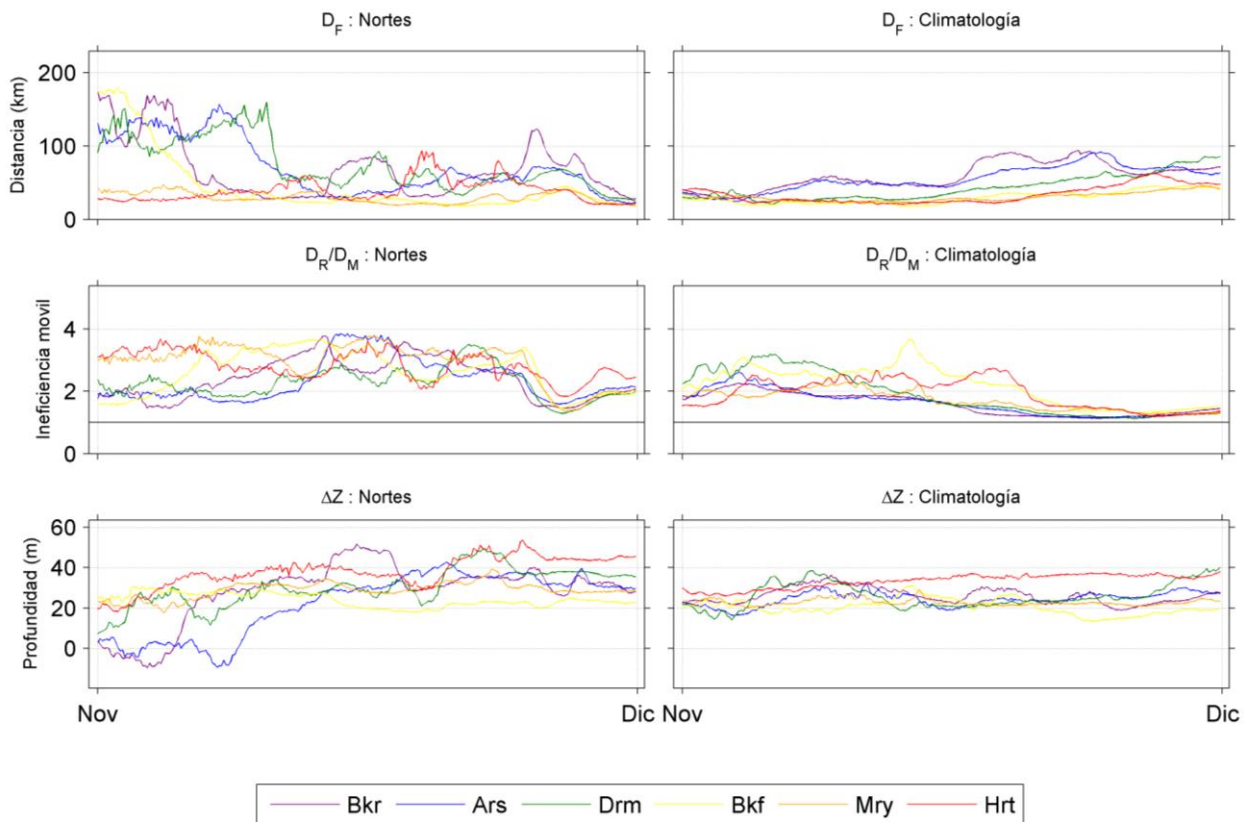 D_F : Nortes
D_F : Climatología
Distancia (km)
200
100
0
D_R/D_M : Nortes
D_R/D_M : Climatología
Ineficiencia movil
4
2
0
ΔZ : Nortes
ΔZ : Climatología
Profundidad (m)
60
40
20
0
Nov
Dic
Nov
Dic
Bkr Ars Drm Bkf Mry Hrt